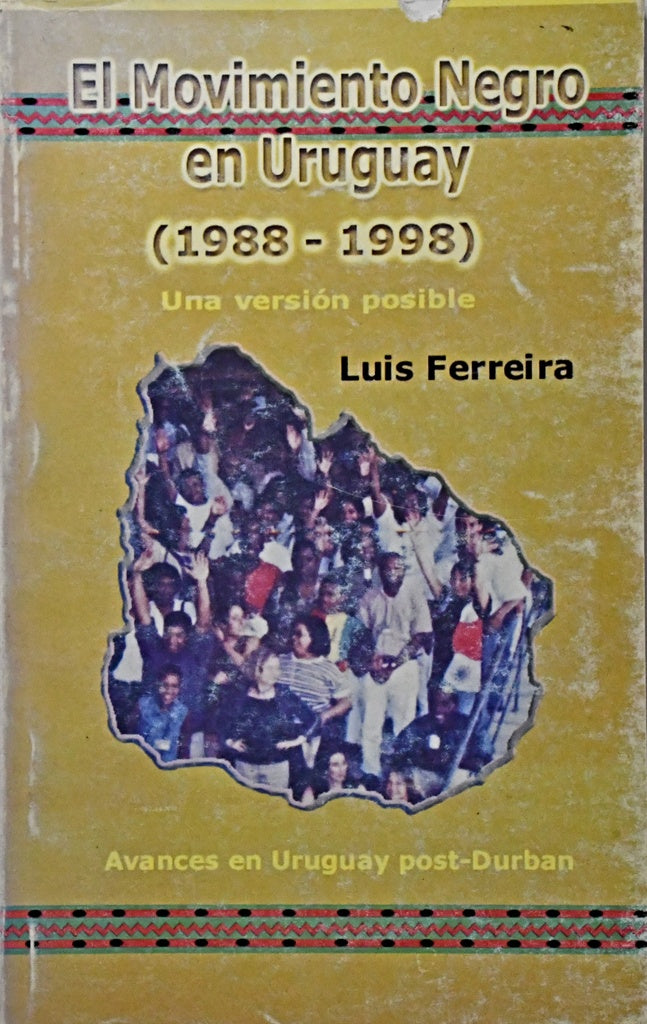 El Movimiento Negro
en Uruguay
(1988 - 1998)
Una versión posible
Luis Ferreira
Avances en Uruguay post-Durban